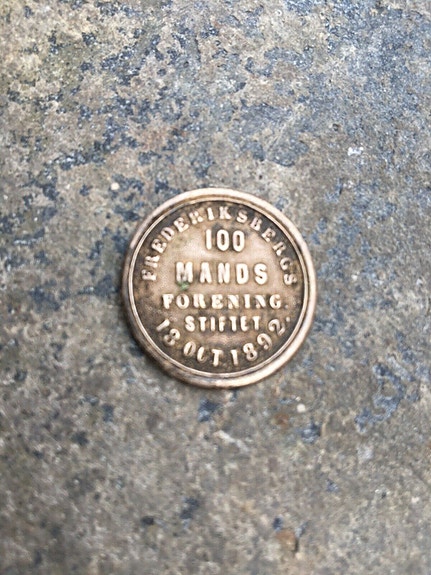 FREDERIKSBERGS
100
MANDS
FORENING.
STIFTET
13 OCT 1892.